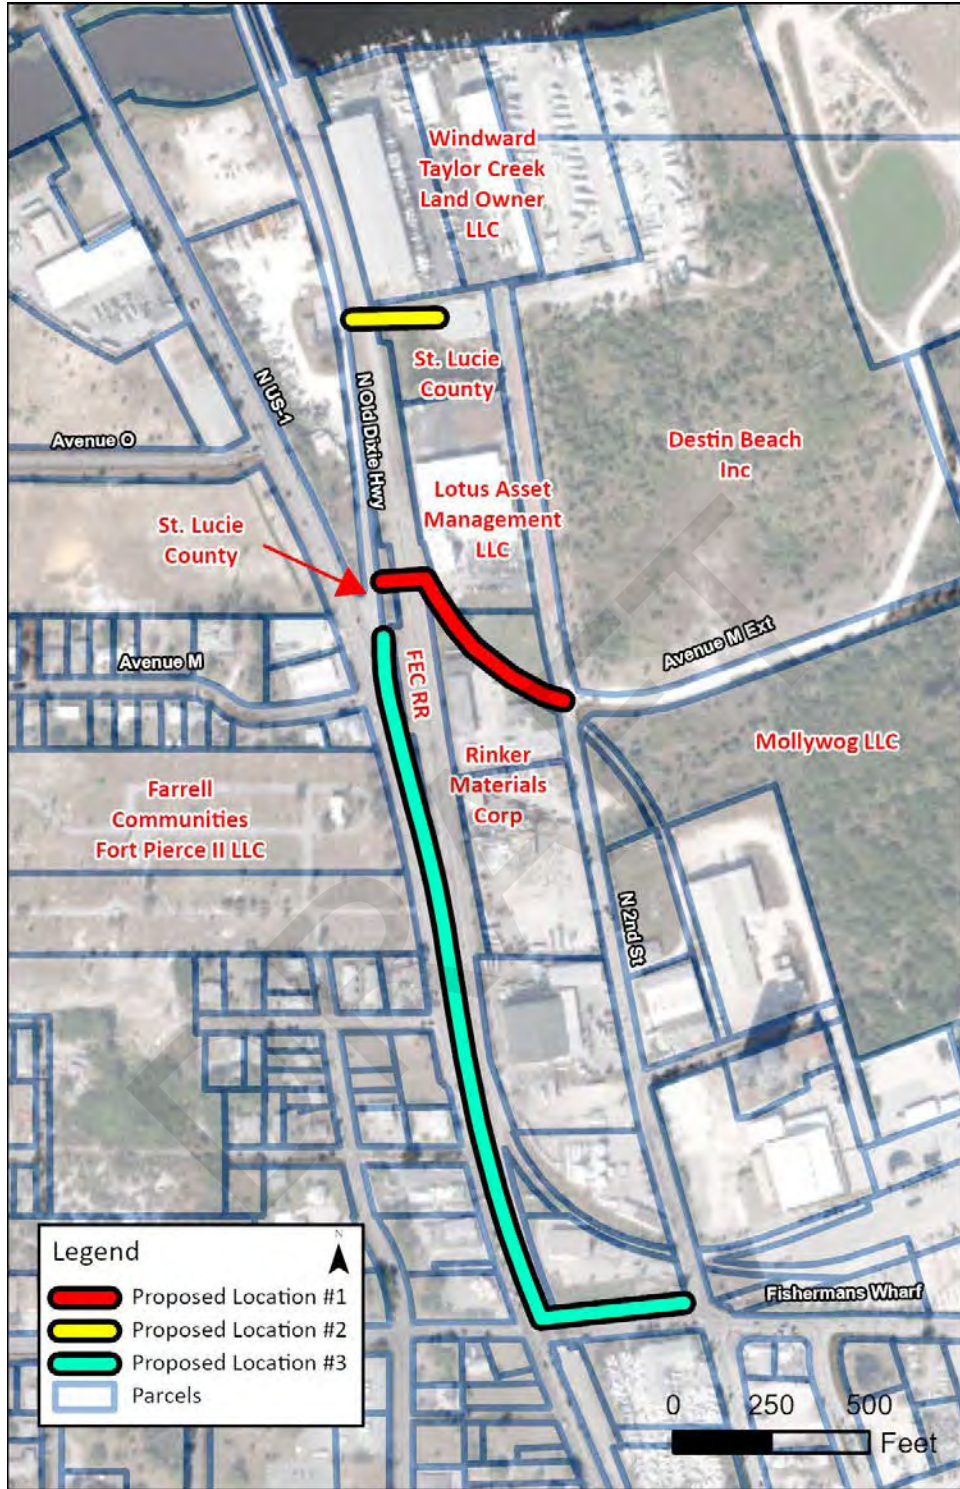 Windward
Taylor Creek
Land Owner
LLC
St. Lucie
County
N US-1
N Old Dixie Hwy
Avenue O
Destin Beach
Inc
Lotus Asset
Management
LLC
St. Lucie
County
Avenue M Ext
Avenue M
FEC RR
Mollywog LLC
Rinker
Materials
Corp
Farrell
Communities
Fort Pierce II LLC
N 2nd St
DRAFT
Legend
N
Proposed Location #1
Proposed Location #2
Proposed Location #3
Parcels
Fishermans Wharf
0 250 500
Feet